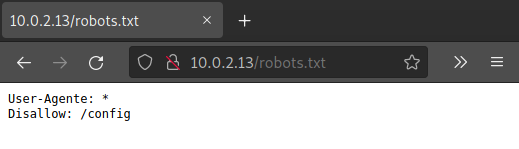 10.0.2.13/robots.txt
10.0.2.13/robots.txt
User-Agente: *
Disallow: /config